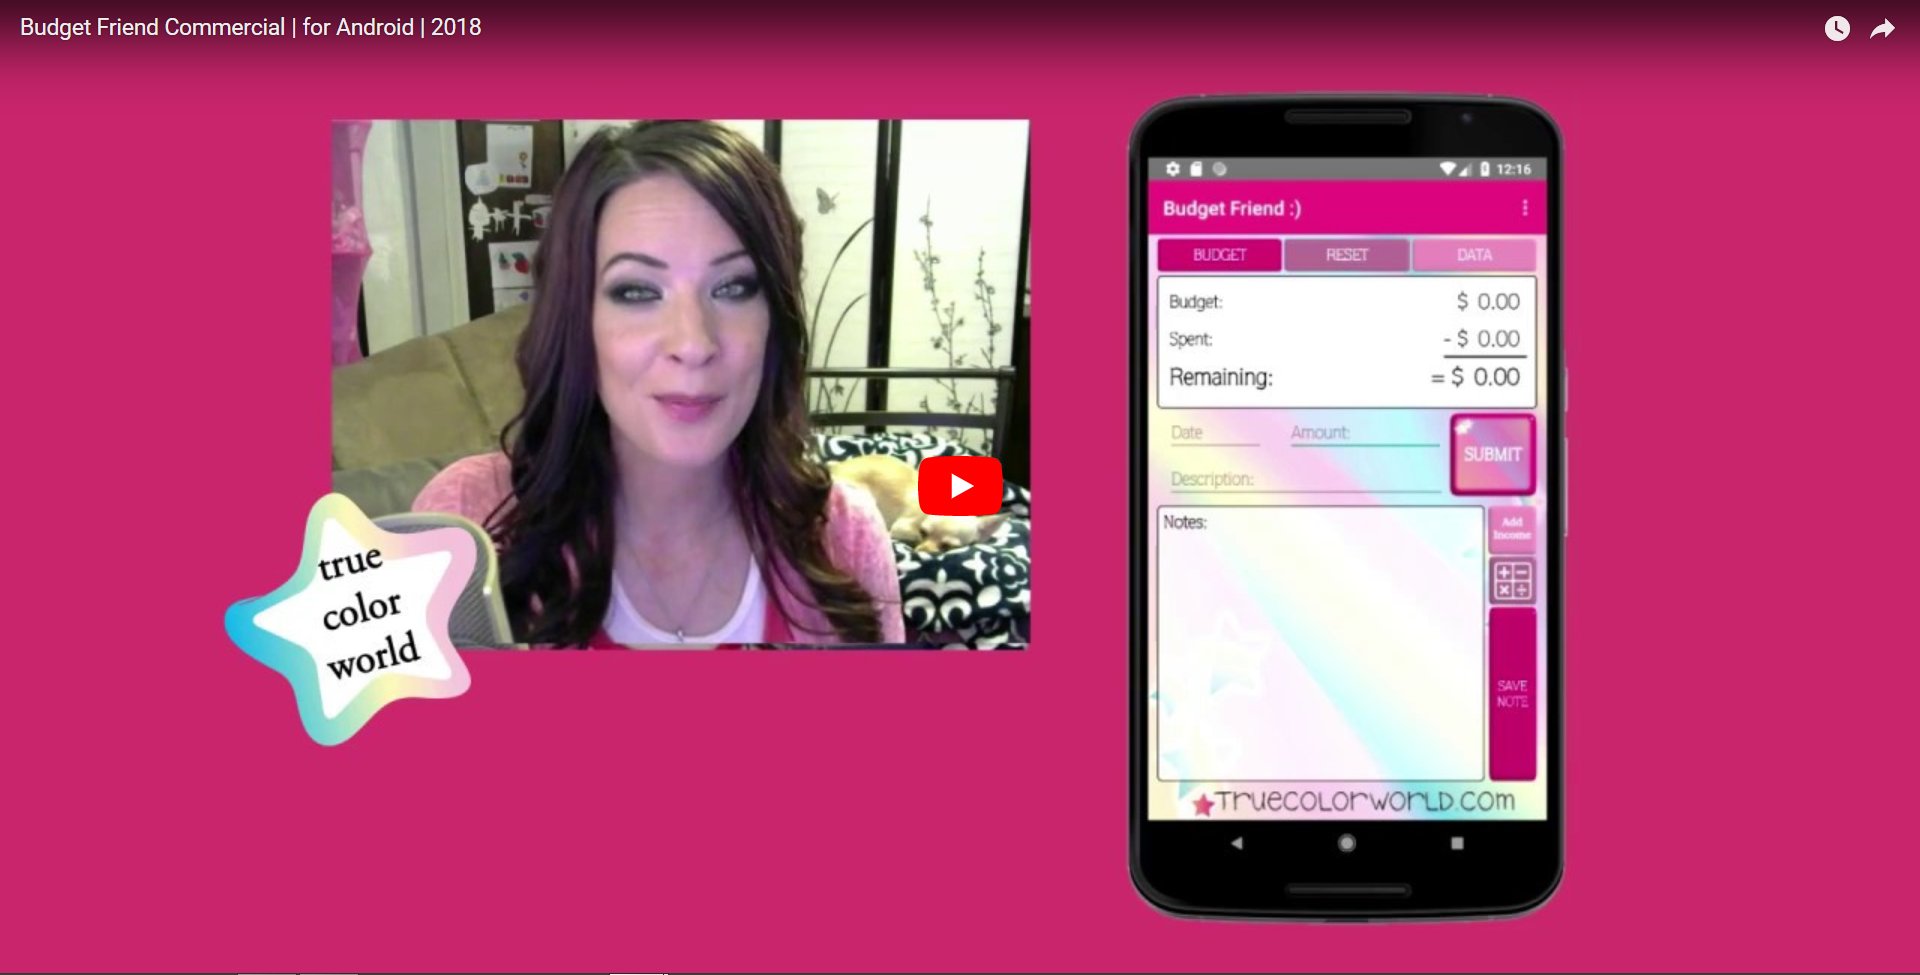 Budget Friend Commercial | for Android | 2018
12:16
Budget Friend :)
BUDGET RESET DATA
Budget: $ 0.00
Spent: - $ 0.00
Remaining: = $ 0.00
Date Amount:
SUBMIT
Description:
Notes:
Add
Income
SAVE
NOTE
TrueColorWorld.com
true
color
world